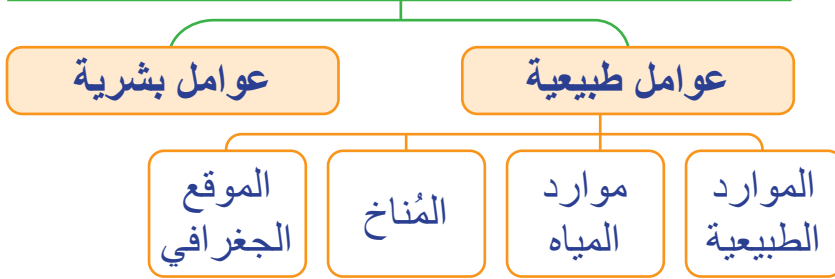 عوامل طبيعية
عوامل بشرية
الموارد
الطبيعية
موارد
المياه
المُناخ
الموقع
الجغرافي